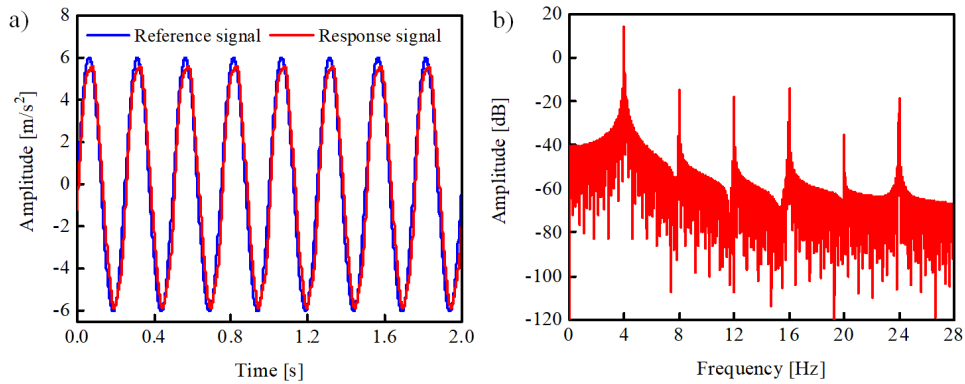 a)
Amplitude [m/s²]
8
6
4
2
0
-2
-4
-6
Reference signal Response signal
0.0 0.4 0.8 1.2 1.6 2.0
Time [s]
b)
Amplitude [dB]
0
-20
-40
-60
-80
-100
-120
0 4 8 12 16 20 24 28
Frequency [Hz]